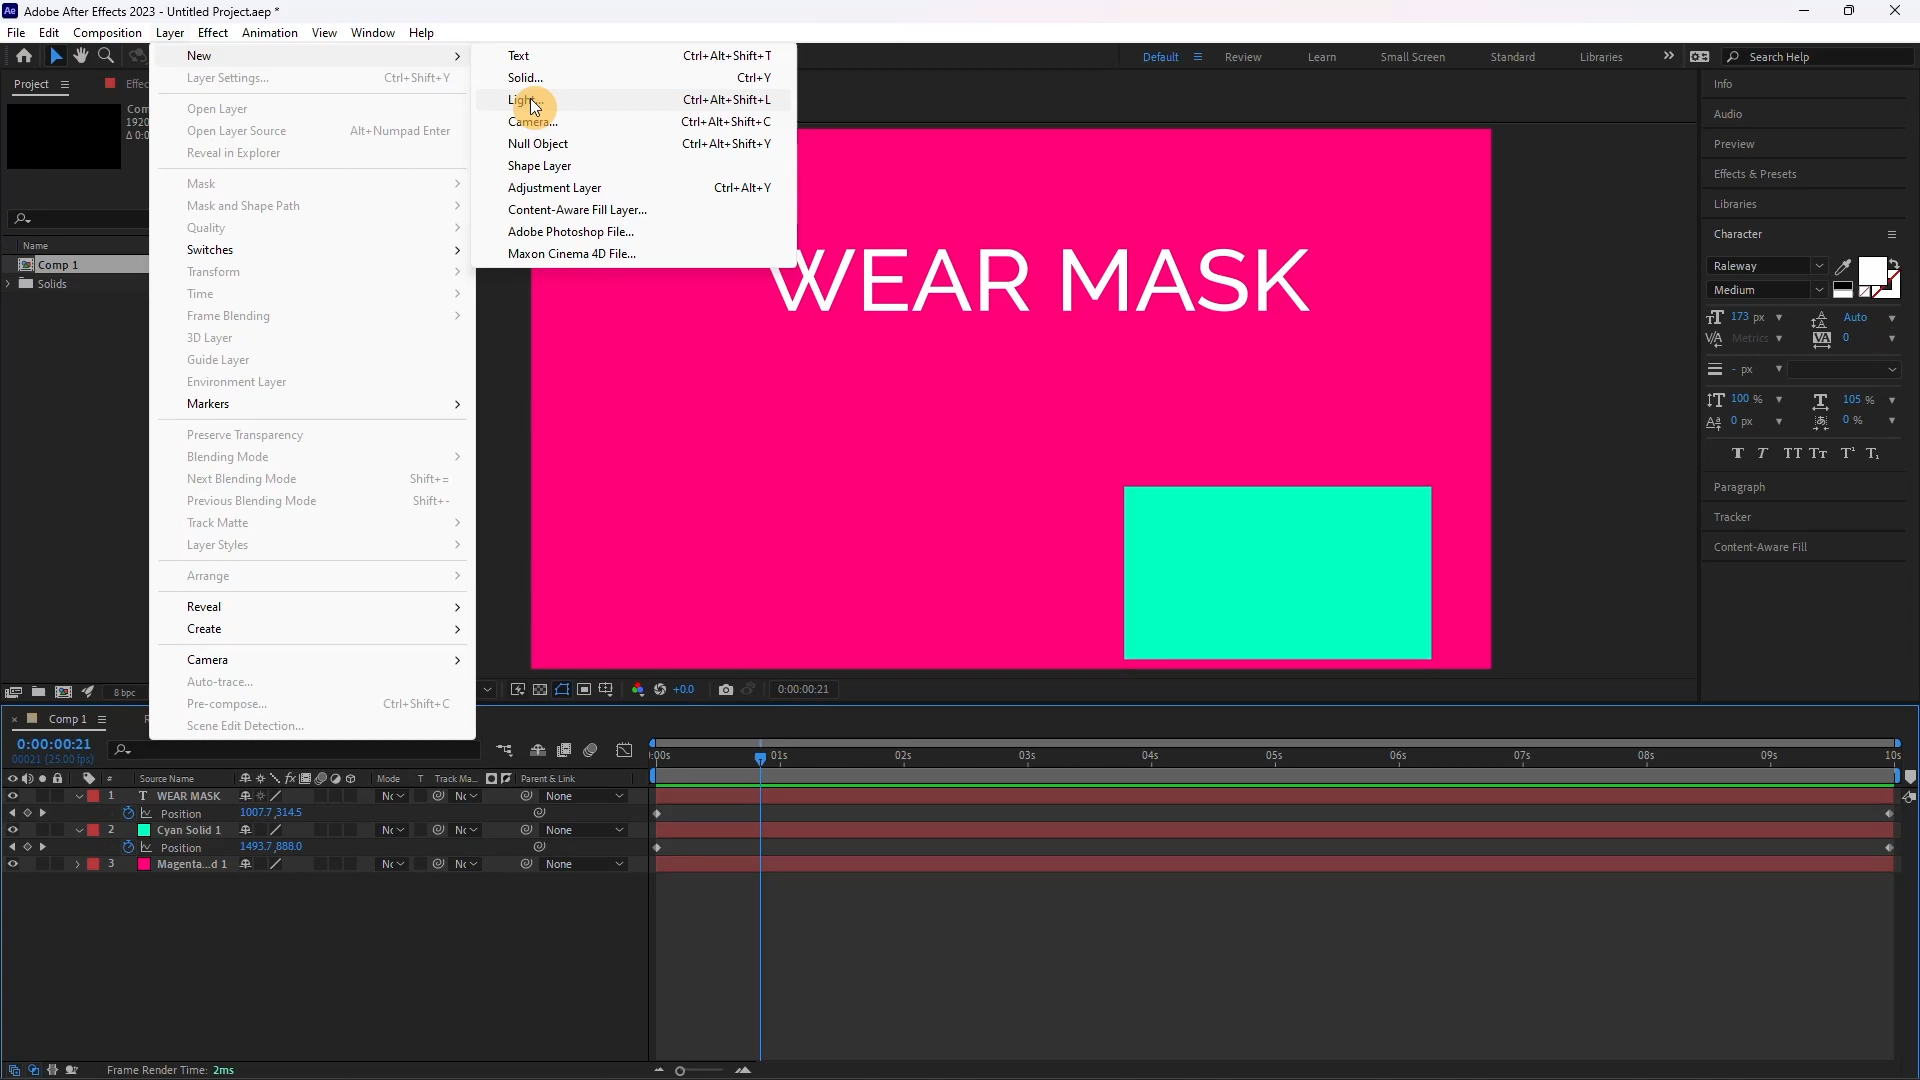 Ae Adobe After Effects 2023 - Untitled Project.aep *
File Edit Composition Layer Effect Animation View Window Help
Default Review Learn Small Screen Standard Libraries Search Help
Project
1920
New
Layer Settings... Ctrl+Shift+Y
Open Layer
Open Layer Source Alt+Numpad Enter
Reveal in Explorer
Mask
Mask and Shape Path
Quality
Switches
Transform
Time
Frame Blending
3D Layer
Guide Layer
Environment Layer
Markers
Preserve Transparency
Blending Mode
Next Blending Mode Shift+=
Previous Blending Mode Shift+-
Track Matte
Layer Styles
Arrange
Reveal
Create
Camera
Auto-trace...
Pre-compose... Ctrl+Shift+C
Scene Edit Detection...
Text Ctrl+Alt+Shift+T
Solid... Ctrl+Y
Light... Ctrl+Alt+Shift+L
Camera... Ctrl+Alt+Shift+C
Null Object Ctrl+Alt+Shift+Y
Shape Layer
Adjustment Layer Ctrl+Alt+Y
Content-Aware Fill Layer...
Adobe Photoshop File...
Maxon Cinema 4D File...
Name
Comp 1
Solids
8 bpc
WEAR MASK
+0.0 0:00:00:21
Info
Audio
Preview
Effects & Presets
Libraries
Character
Raleway
Medium
173 px Auto
Metrics 0
- px
100 % 105 %
0 px 0 %
Paragraph
Tracker
Content-Aware Fill
Comp 1
0:00:00:21
00021 (25.00 fps)
:00s 01s 02s 03s 04s 05s 06s 07s 08s 09s 10s
# Source Name Mode T Track Ma... Parent & Link
1 T WEAR MASK None
Position 1007.7,314.5
2 Cyan Solid 1 None
Position 1493.7,888.0
3 Magenta...d 1 None
Frame Render Time: 2ms